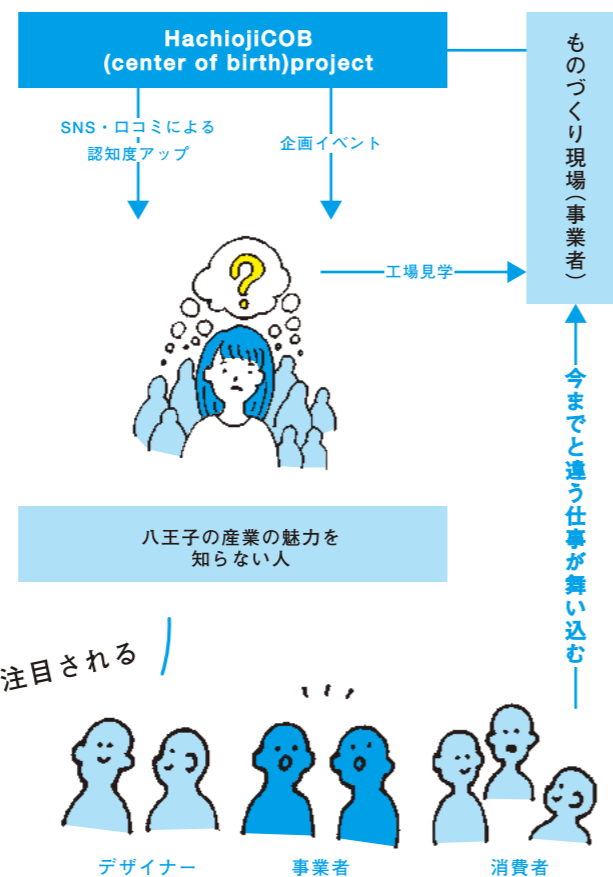 HachiojiCOB
(center of birth)project
ものづくり現場（事業者）
SNS・口コミによる
認知度アップ
企画イベント
?
工場見学
今までと違う仕事が舞い込む
八王子の産業の魅力を
知らない人
注目される
デザイナー
事業者
消費者